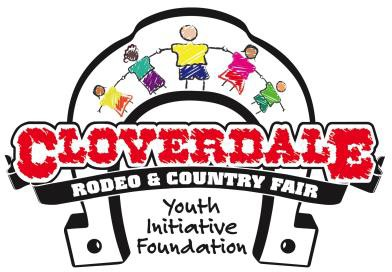 CLOVERDALE
RODEO & COUNTRY FAIR
Youth
Initiative
Foundation